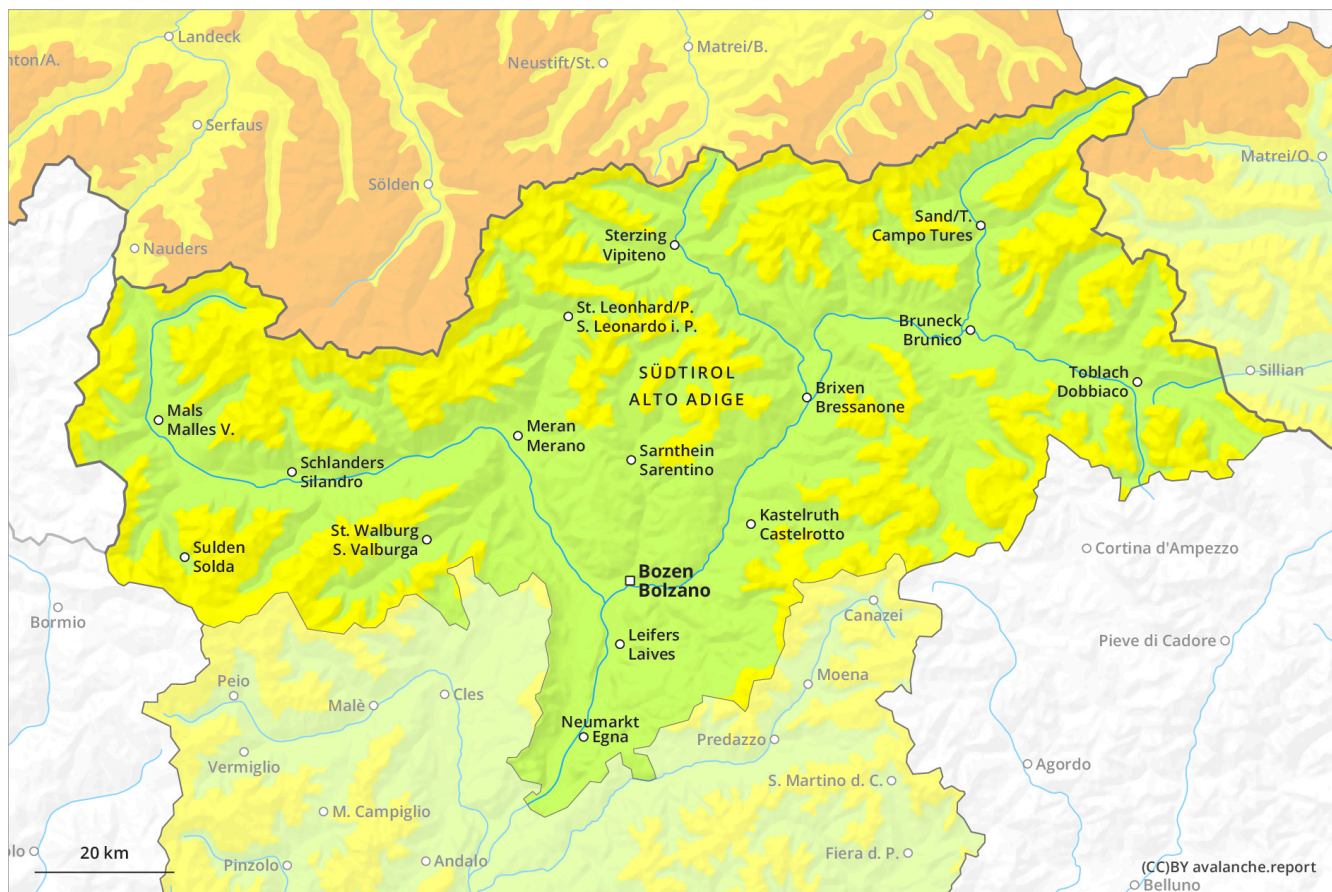 Landeck
nton/A.
Matrei/B.
Neustift/St.
Serfaus
Matrei/O.
Sölden
Sand/T.
Campo Tures
Sterzing
Vipiteno
Nauders
St. Leonhard/P.
S. Leonardo i. P.
Bruneck
Brunico
SÜDTIROL
ALTO ADIGE
Toblach
Dobbiaco
Sillian
Brixen
Bressanone
Mals
Malles V.
Meran
Merano
Sarnthein
Sarentino
Schlanders
Silandro
Kastelruth
Castelrotto
St. Walburg
S. Valburga
Sulden
Solda
Cortina d'Ampezzo
Bozen
Bolzano
Bormio
Canazei
Leifers
Laives
Pieve di Cadore
Peio
Moena
Cles
Malè
Neumarkt
Egna
Predazzo
Vermiglio
Agordo
S. Martino d. C.
M. Campiglio
olo
20 km
Pinzolo
Andalo
Fiera d. P.
(CC)BY avalanche.report
Belluno